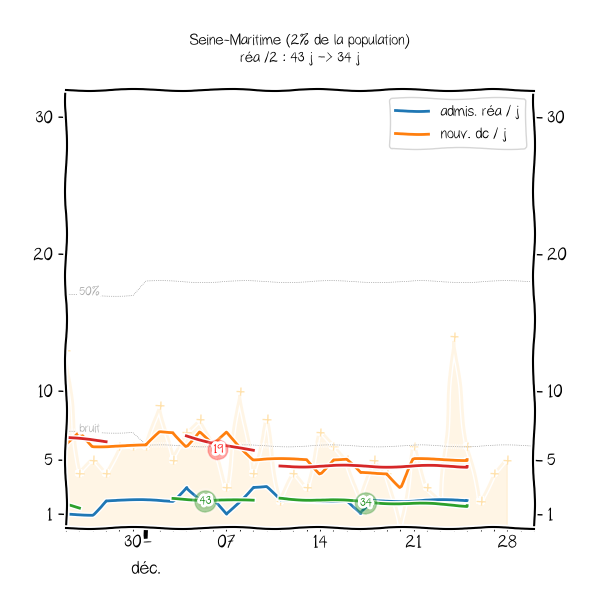 Seine-Maritime (2% de la population)
réa /2 : 43 j -> 34 j
admis. réa / j
nouv. dc / j
30 30
20 20
50%
10 10
bruit
19
5 5
43 34
1 1
30 07 14 21 28
déc.